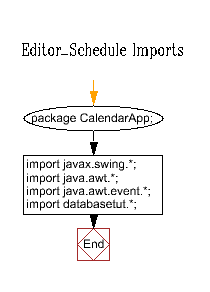 Editor_Schedule Imports
package CalendarApp;
import javax.swing.*;
import java.awt.*;
import java.awt.event.*;
import databasetut.*;
End